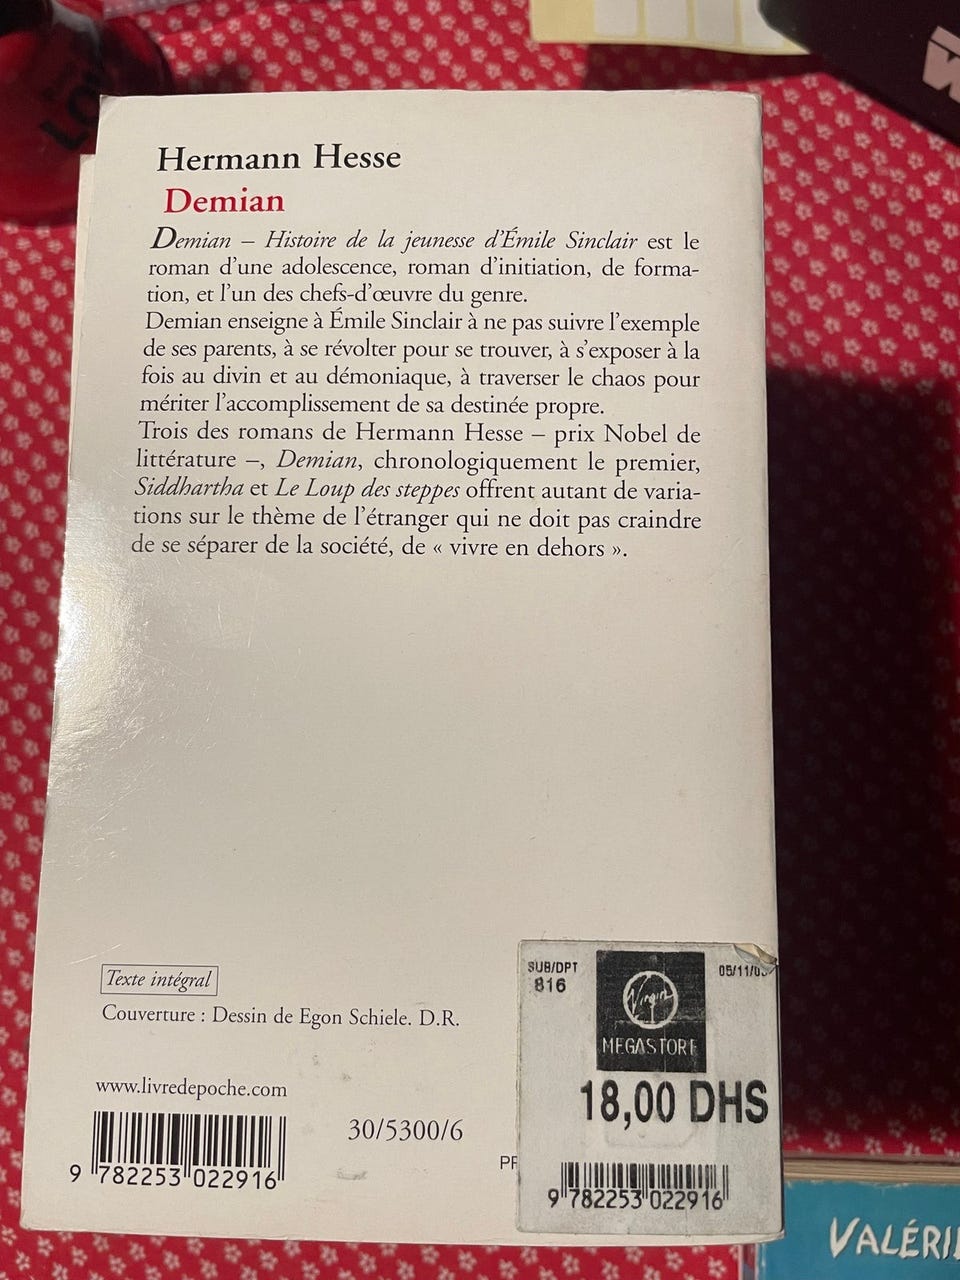 Hermann Hesse
Demian
Demian – Histoire de la jeunesse d'Émile Sinclair est le
roman d'une adolescence, roman d'initiation, de forma-
tion, et l'un des chefs-d'œuvre du genre.
Demian enseigne à Émile Sinclair à ne pas suivre l'exemple
de ses parents, à se révolter pour se trouver, à s'exposer à la
fois au divin et au démoniaque, à traverser le chaos pour
mériter l'accomplissement de sa destinée propre.
Trois des romans de Hermann Hesse – prix Nobel de
littérature –, Demian, chronologiquement le premier,
Siddhartha et Le Loup des steppes offrent autant de varia-
tions sur le thème de l'étranger qui ne doit pas craindre
de se séparer de la société, de « vivre en dehors ».
Texte intégral
Couverture : Dessin de Egon Schiele. D.R.
www.livredepoche.com
30/5300/6
9 782253 022916
SUB/DPT
816
Virgin
MEGASTORE
18,00 DHS
9 782253 022916